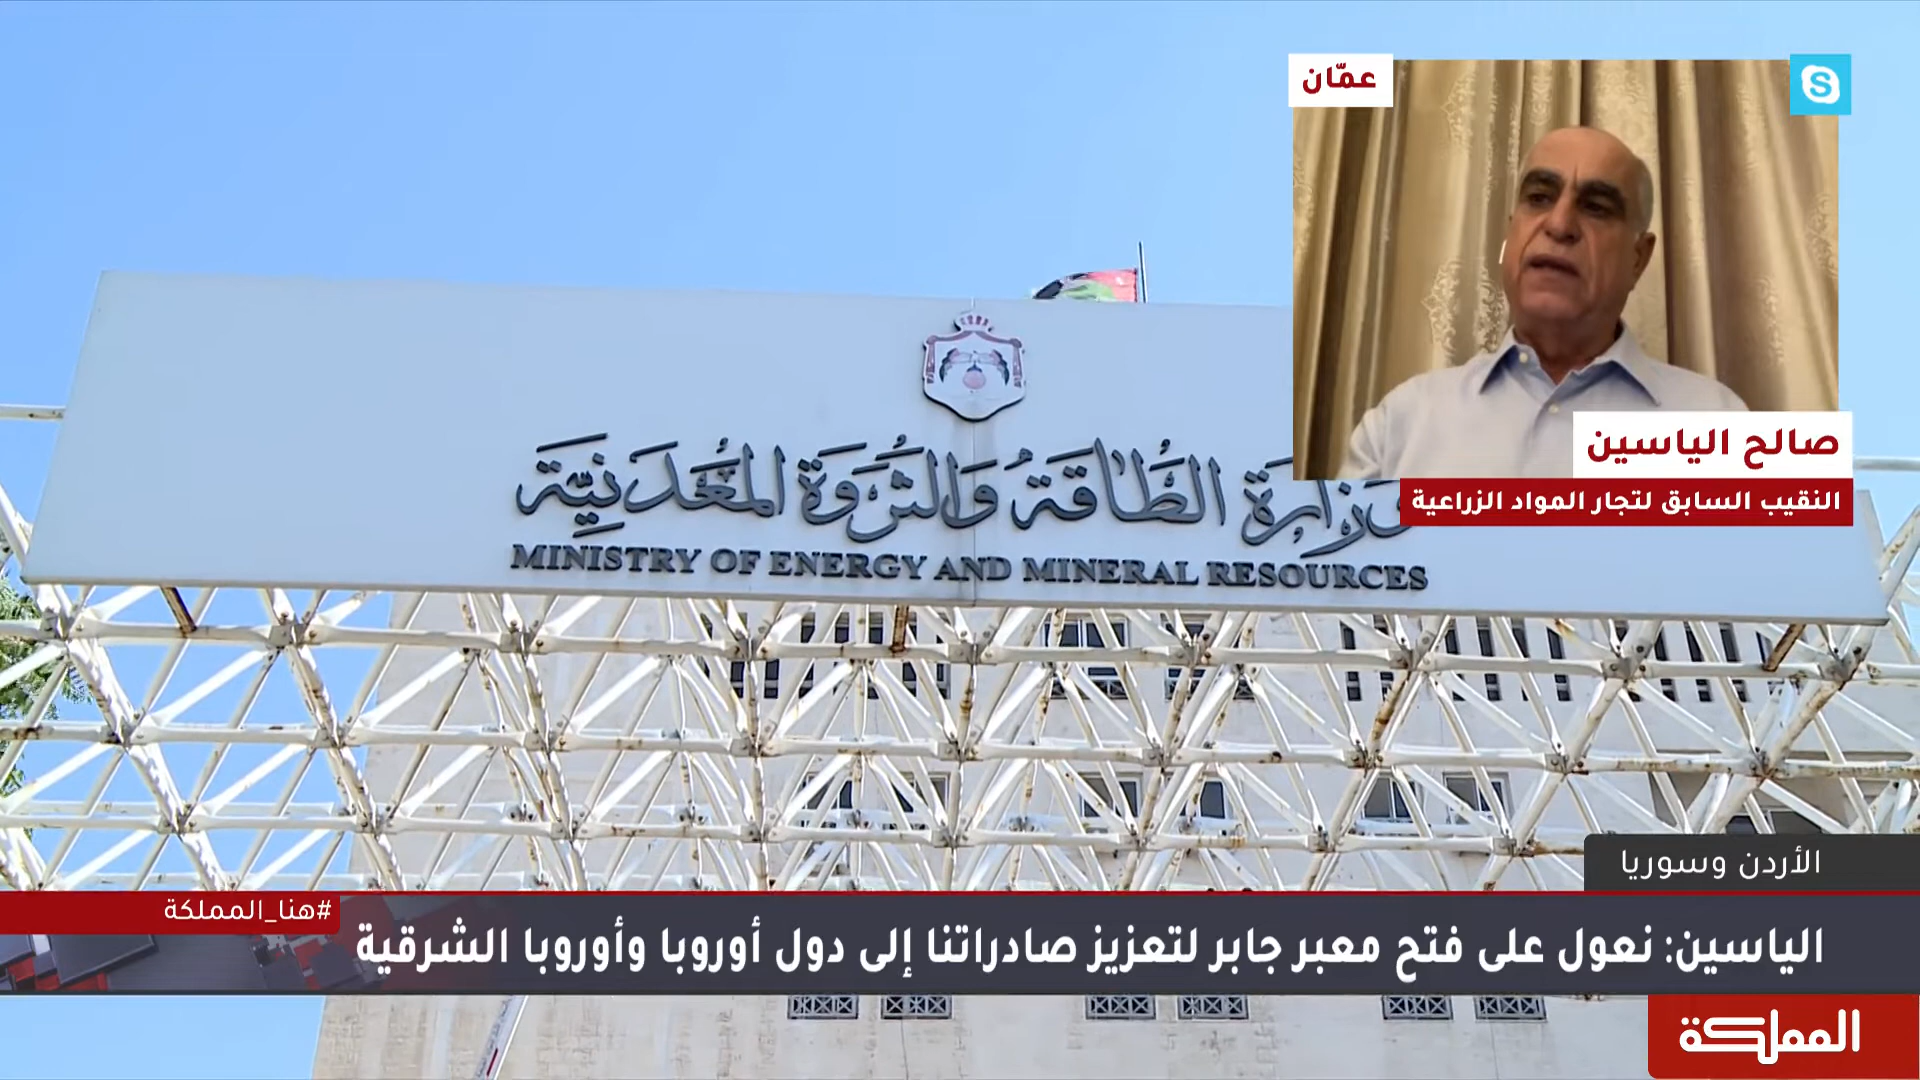 عمّان
صالح الياسين
النقيب السابق لتجار المواد الزراعية
وزارة الطاقة والثروة المعدنية
MINISTRY OF ENERGY AND MINERAL RESOURCES
الأردن وسوريا
#هنا_المملكة
الياسين: نعول على فتح معبر جابر لتعزيز صادراتنا إلى دول أوروبا وأوروبا الشرقية
المملكة